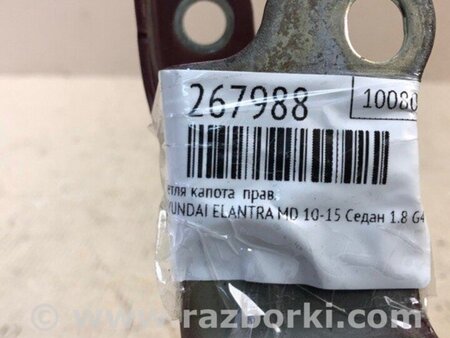 267988
10080
етля капота прав.
YUNDAI ELANTRA MD 10-15 Седан 1.8 G4
www.razborki.com